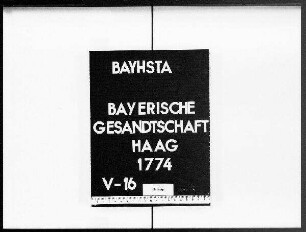 BAYHSTA
BAYERISCHE
GESANDTSCHAFT
HAAG
1774
V-16